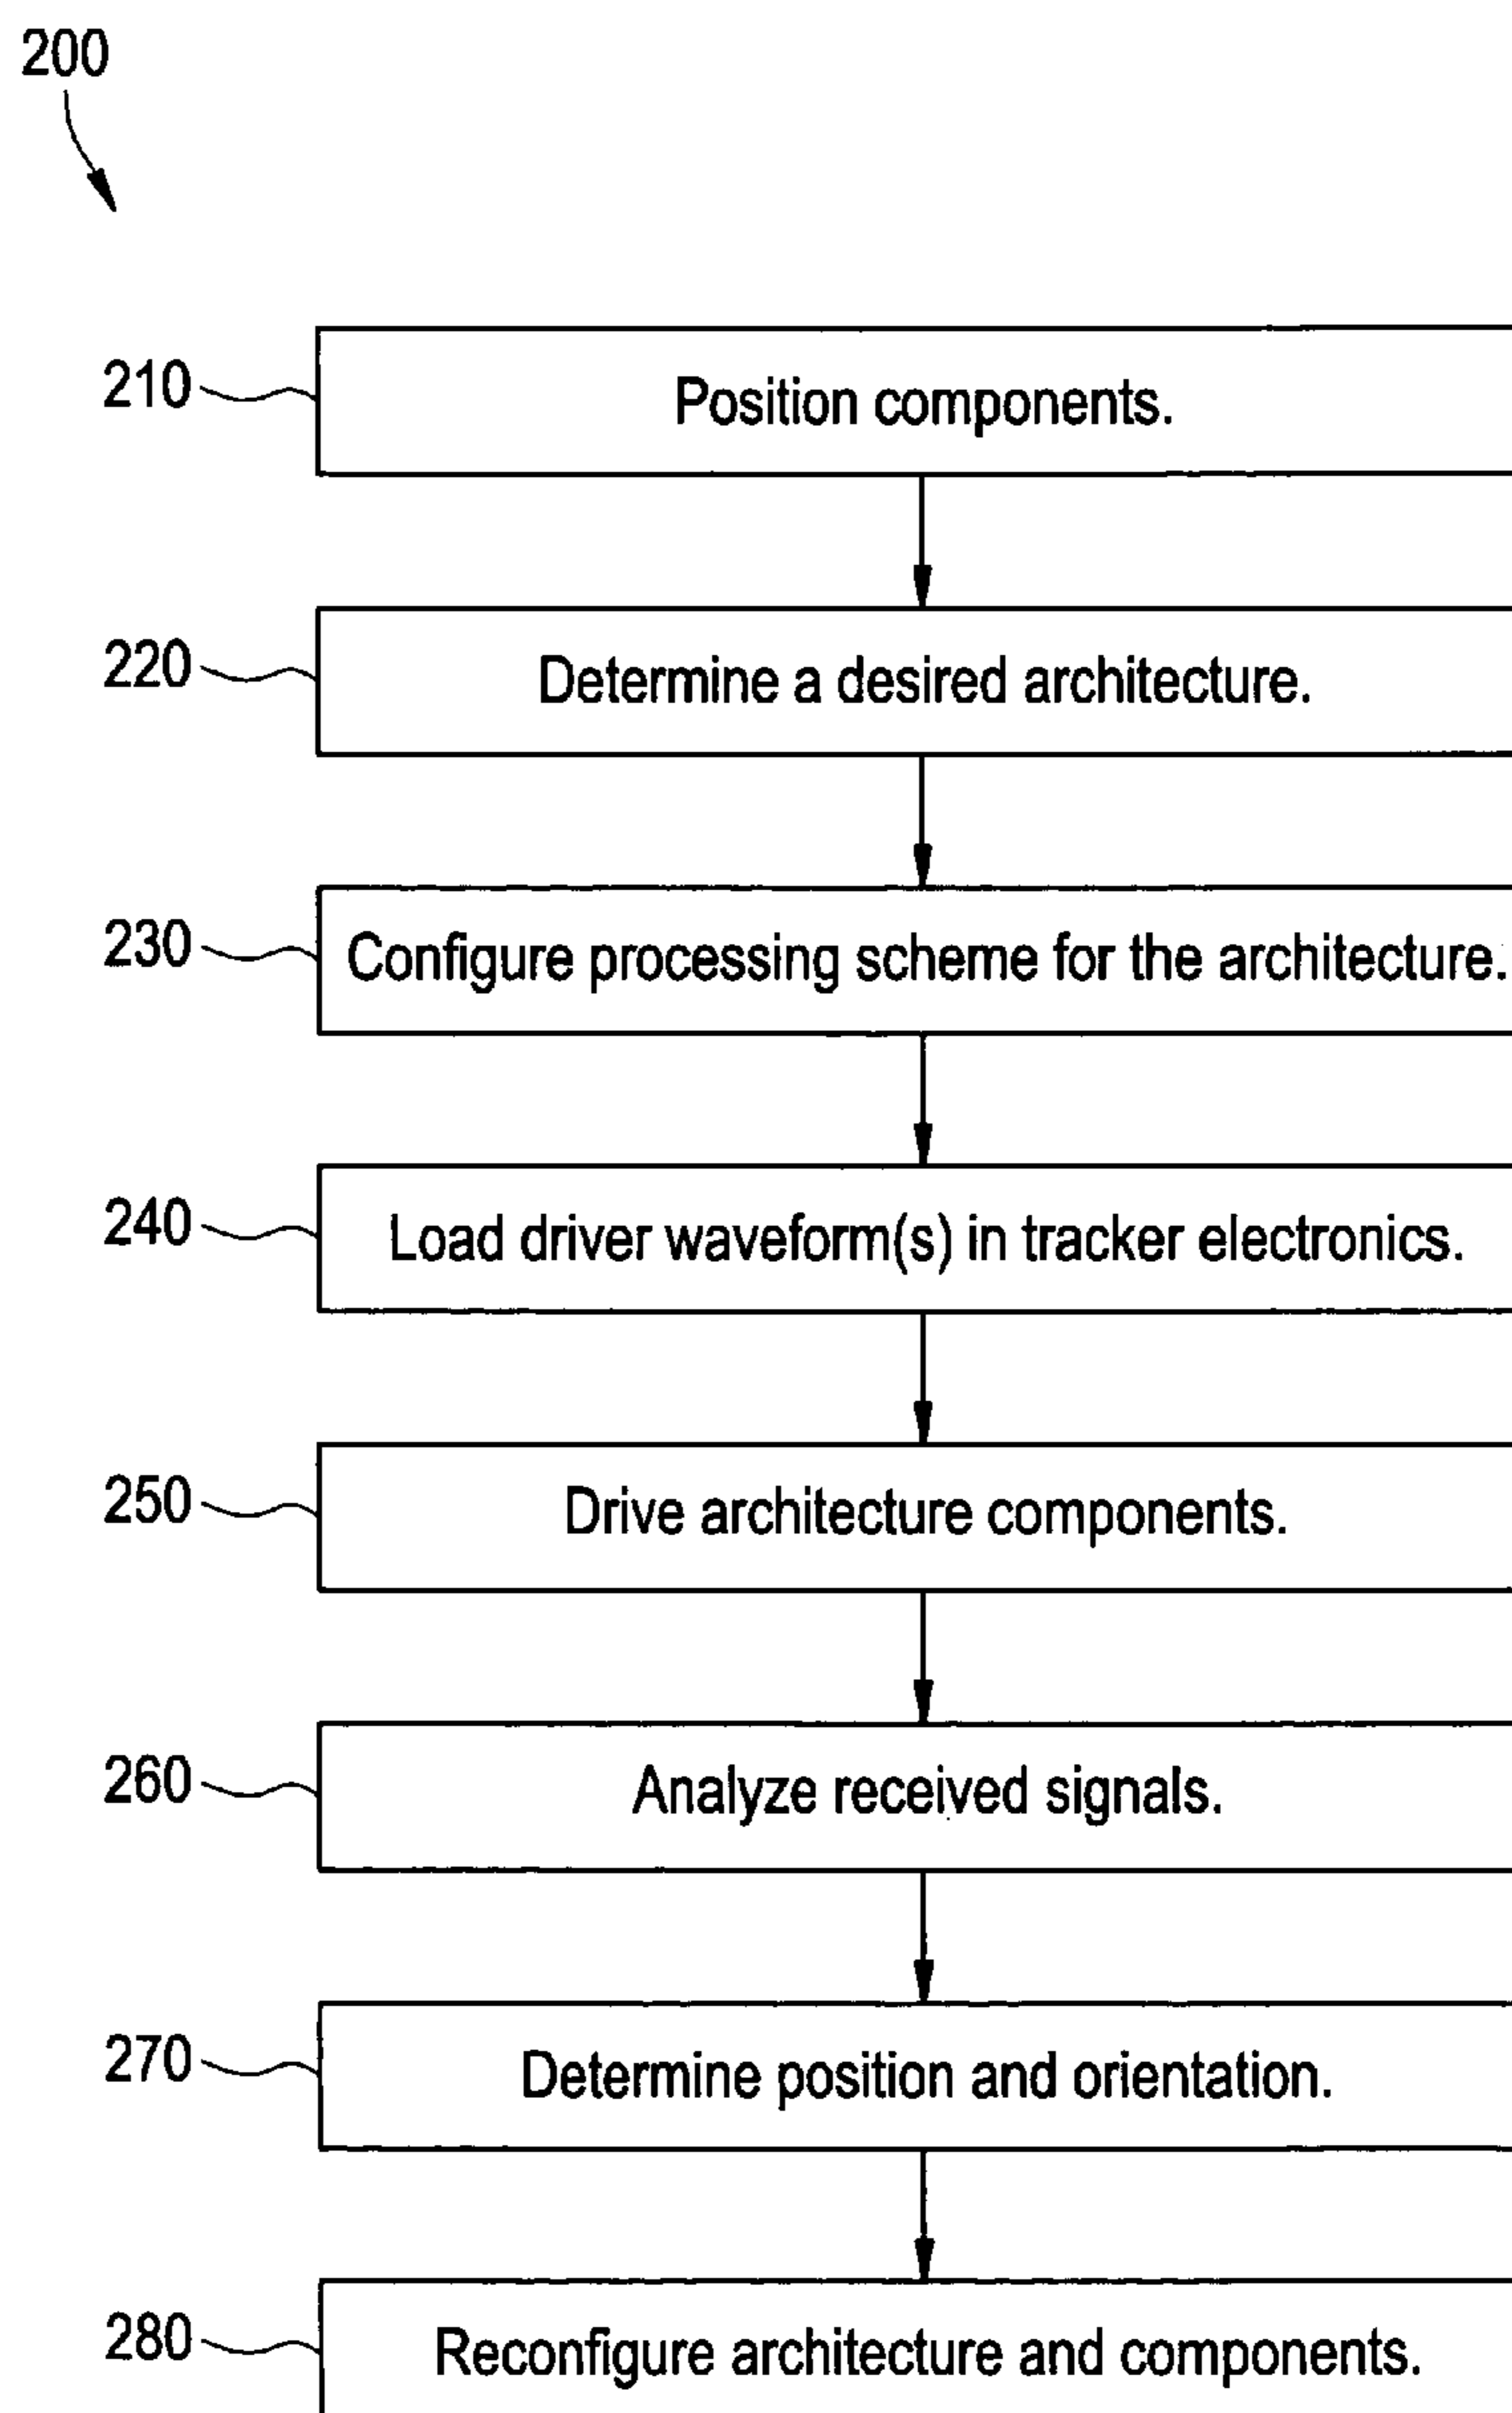 200
210 Position components.
220 Determine a desired architecture.
230 Configure processing scheme for the architecture.
240 Load driver waveform(s) in tracker electronics.
250 Drive architecture components.
260 Analyze received signals.
270 Determine position and orientation.
280 Reconfigure architecture and components.